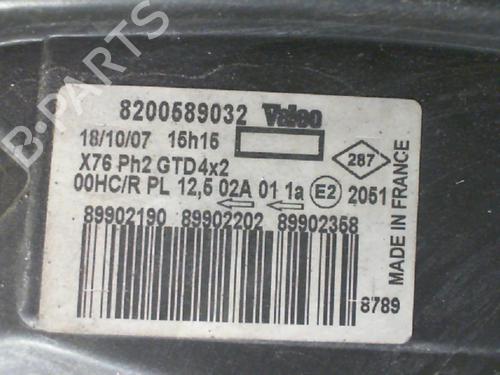 B-PARTS
8200589032 Valeo
18/10/07 15h15
287
X76 Ph2 GTD4x2
00HC/R PL 12,5 02A 01 1a E2 2051
89902190 89902202 89902358
8789
MADE IN FRANCE